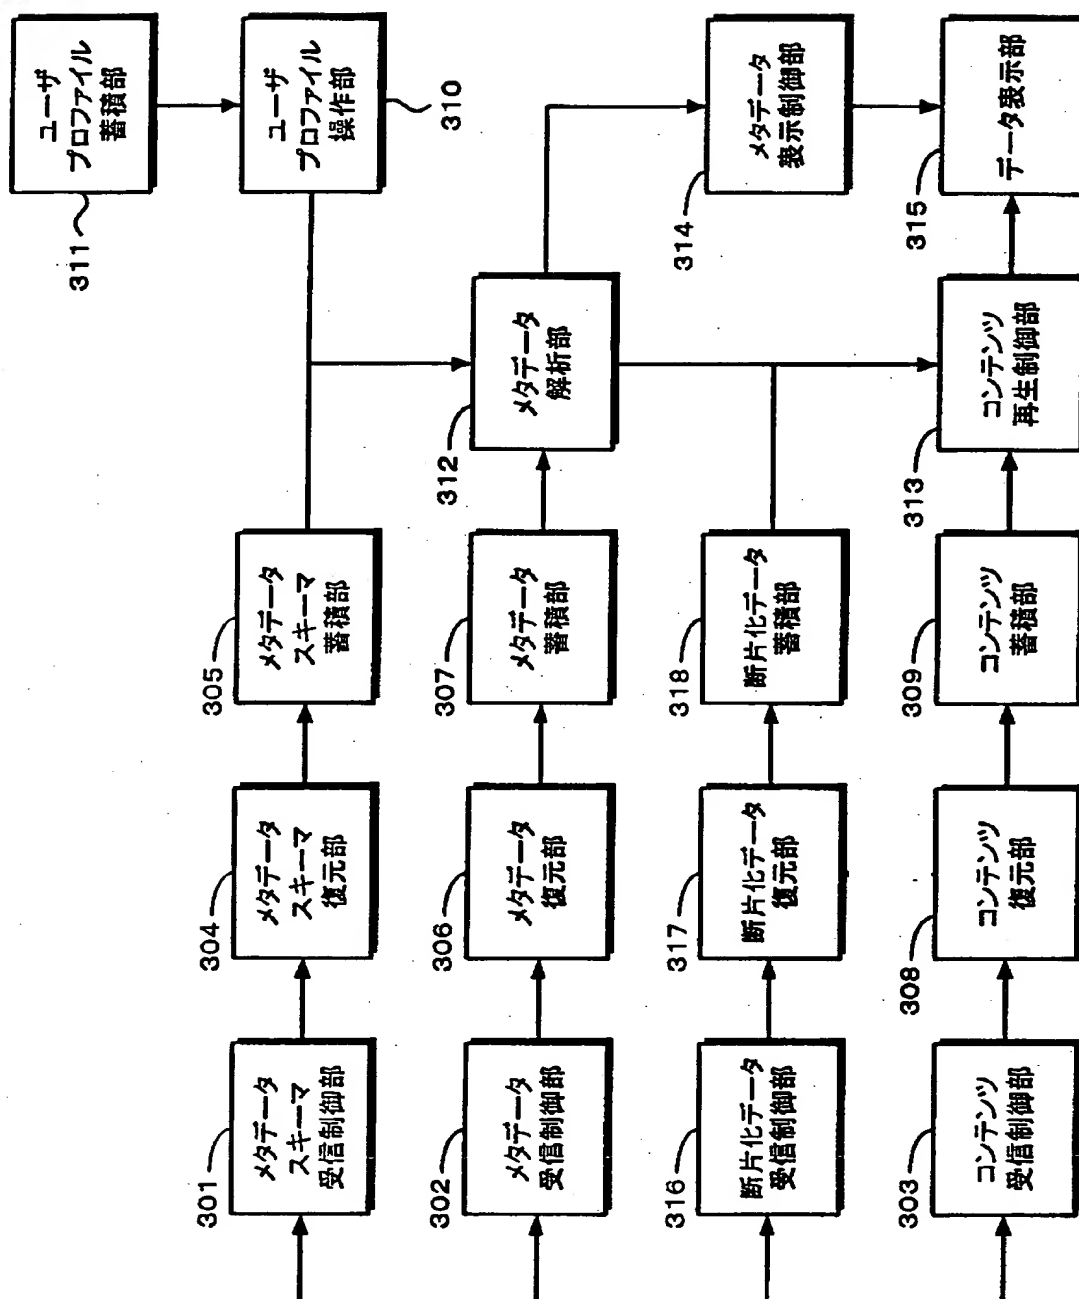 311
ユーザ
プロファイル
蓄積部
ユーザ
プロファイル
操作部
310
305
メタデータ
スキーマ
蓄積部
304
メタデータ
スキーマ
復元部
301
メタデータ
スキーマ
受信制御部
312
メタデータ
解析部
307
メタデータ
蓄積部
306
メタデータ
復元部
302
メタデータ
受信制御部
314
メタデータ
表示制御部
318
断片化データ
蓄積部
317
断片化データ
復元部
316
断片化データ
受信制御部
315
データ表示部
313
コンテンツ
再生制御部
309
コンテンツ
蓄積部
308
コンテンツ
復元部
303
コンテンツ
受信制御部